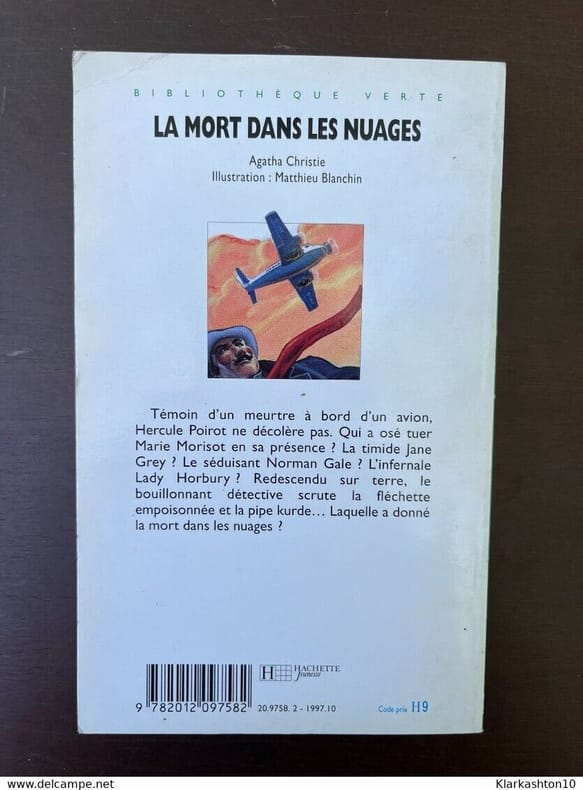 BIBLIOTHÈQUE VERTE
LA MORT DANS LES NUAGES
Agatha Christie
Illustration : Matthieu Blanchin
Témoin d'un meurtre à bord d'un avion,
Hercule Poirot ne décolère pas. Qui a osé tuer
Marie Morisot en sa présence ? La timide Jane
Grey ? Le séduisant Norman Gale ? L'infernale
Lady Horbury ? Redescendu sur terre, le
bouillonnant détective scrute la fléchette
empoisonnée et la pipe kurde... Laquelle a donné
la mort dans les nuages ?
H HACHETTE
Jeunesse
9 782012 097582
20.9758. 2 - 1997.10
Code prix H9
www.delcampe.net
Klarkashton10